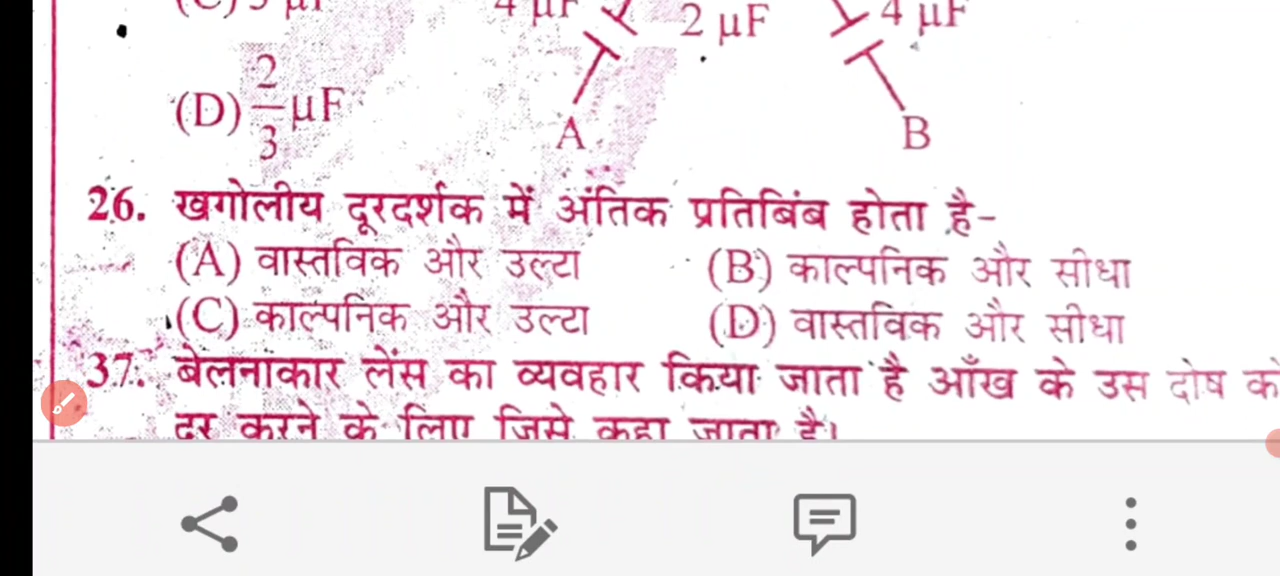 4 μF 2 μF 4 μF
(D) 2/3 μF
A B
26. खगोलीय दूरदर्शक में अंतिक प्रतिबिंब होता है-
(A) वास्तविक और उल्टा (B) काल्पनिक और सीधा
(C) काल्पनिक और उल्टा (D) वास्तविक और सीधा
37. बेलनाकार लेंस का व्यवहार किया जाता है आँख के उस दोष को
दूर करने के लिए जिसे कहा जाता है।